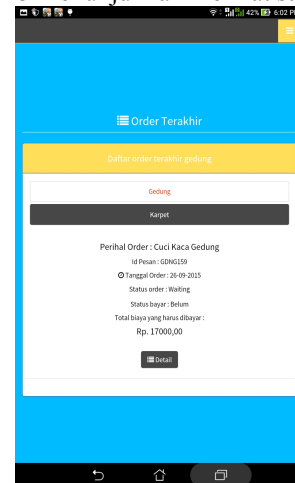 42% 6:02 PM
Order Terakhir
Daftar order terakhir gedung
Gedung
Karpet
Perihal Order : Cuci Kaca Gedung
Id Pesan : GDNG159
Tanggal Order : 26-09-2015
Status order : Waiting
Status bayar : Belum
Total biaya yang harus dibayar :
Rp. 17000,00
Detail